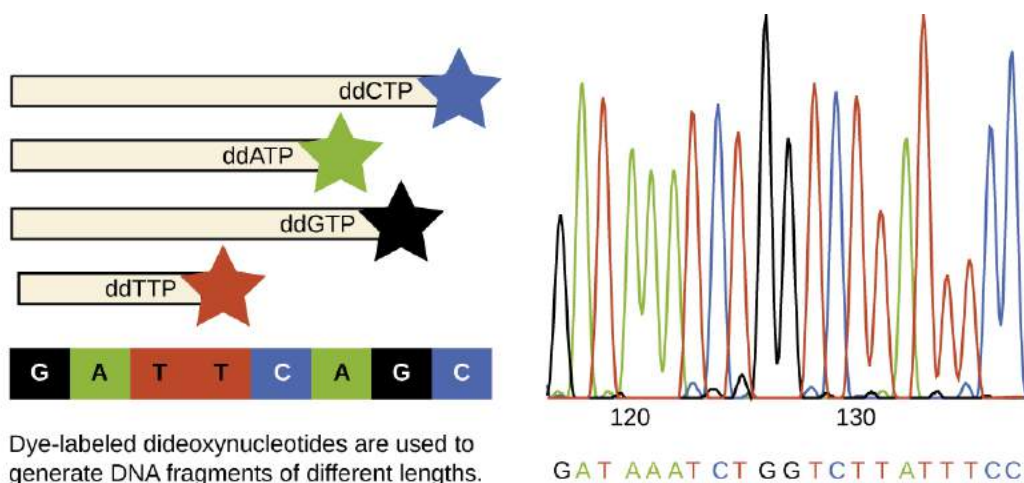 ddCTP
ddATP
ddGTP
ddTTP
G A T T C A G C
Dye-labeled dideoxynucleotides are used to
generate DNA fragments of different lengths.
120 130
GAT AAAT CT GGTCTTATTTCC